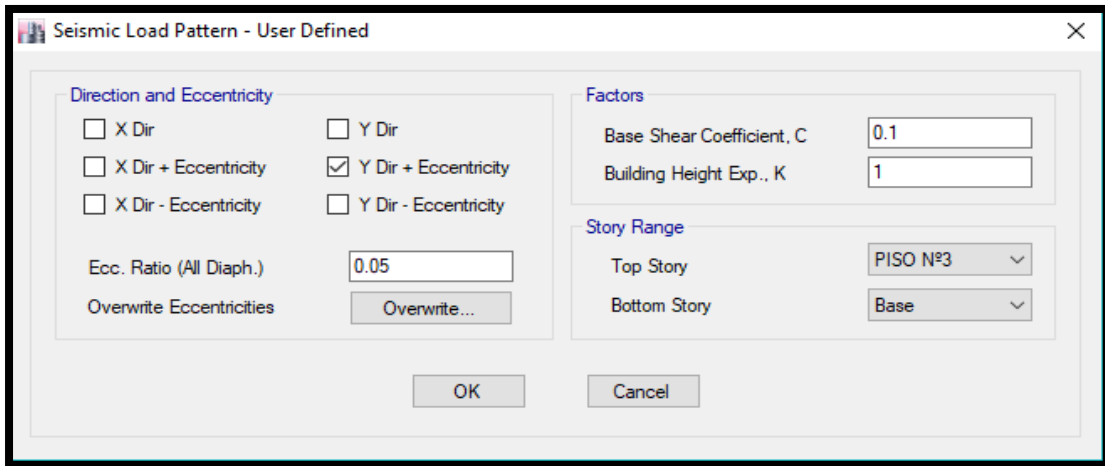 Seismic Load Pattern - User Defined
Direction and Eccentricity
X Dir
Y Dir
X Dir + Eccentricity
Y Dir + Eccentricity
X Dir - Eccentricity
Y Dir - Eccentricity
Ecc. Ratio (All Diaph.)
0.05
Overwrite Eccentricities
Overwrite...
Factors
Base Shear Coefficient, C
0.1
Building Height Exp., K
1
Story Range
Top Story
PISO Nº3
Bottom Story
Base
OK
Cancel